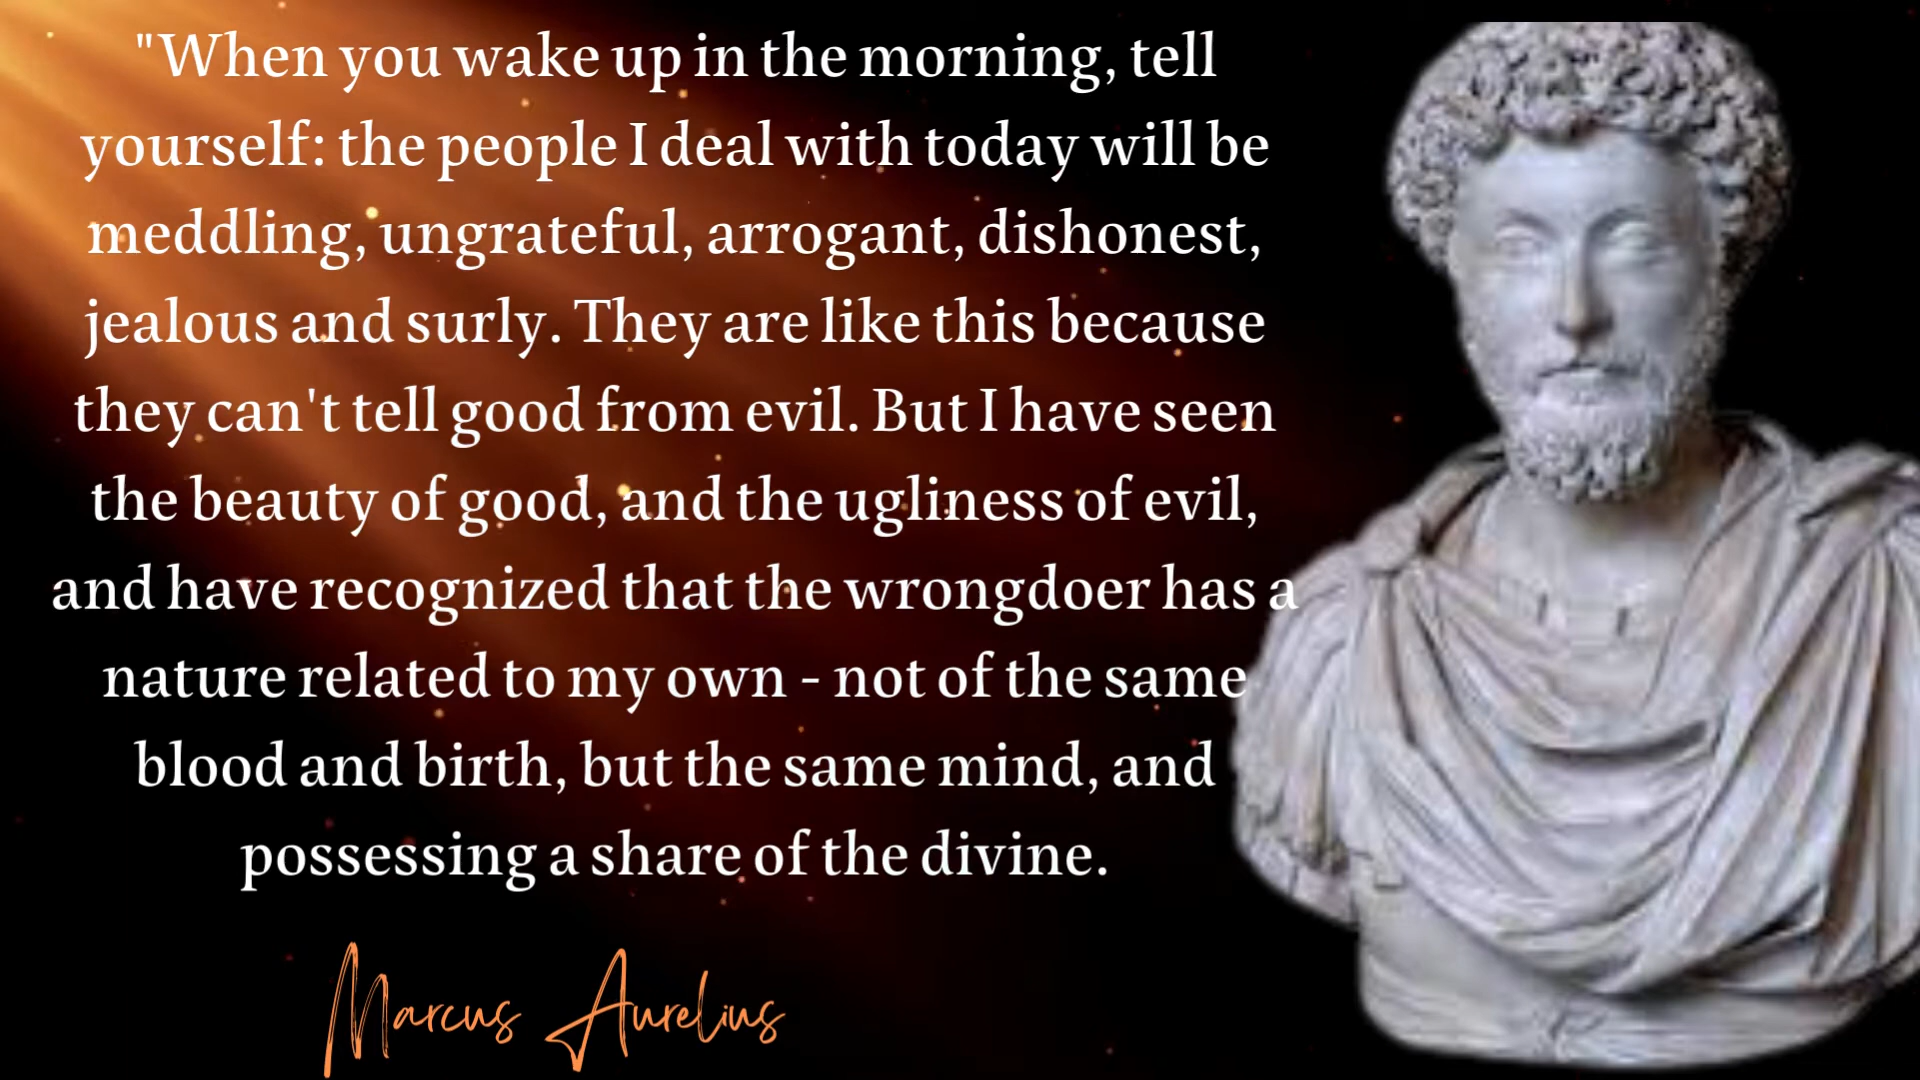 "When you wake up in the morning, tell
yourself: the people I deal with today will be
meddling, ungrateful, arrogant, dishonest,
jealous and surly. They are like this because
they can't tell good from evil. But I have seen
the beauty of good, and the ugliness of evil,
and have recognized that the wrongdoer has a
nature related to my own - not of the same
blood and birth, but the same mind, and
possessing a share of the divine.
Marcus Aurelius